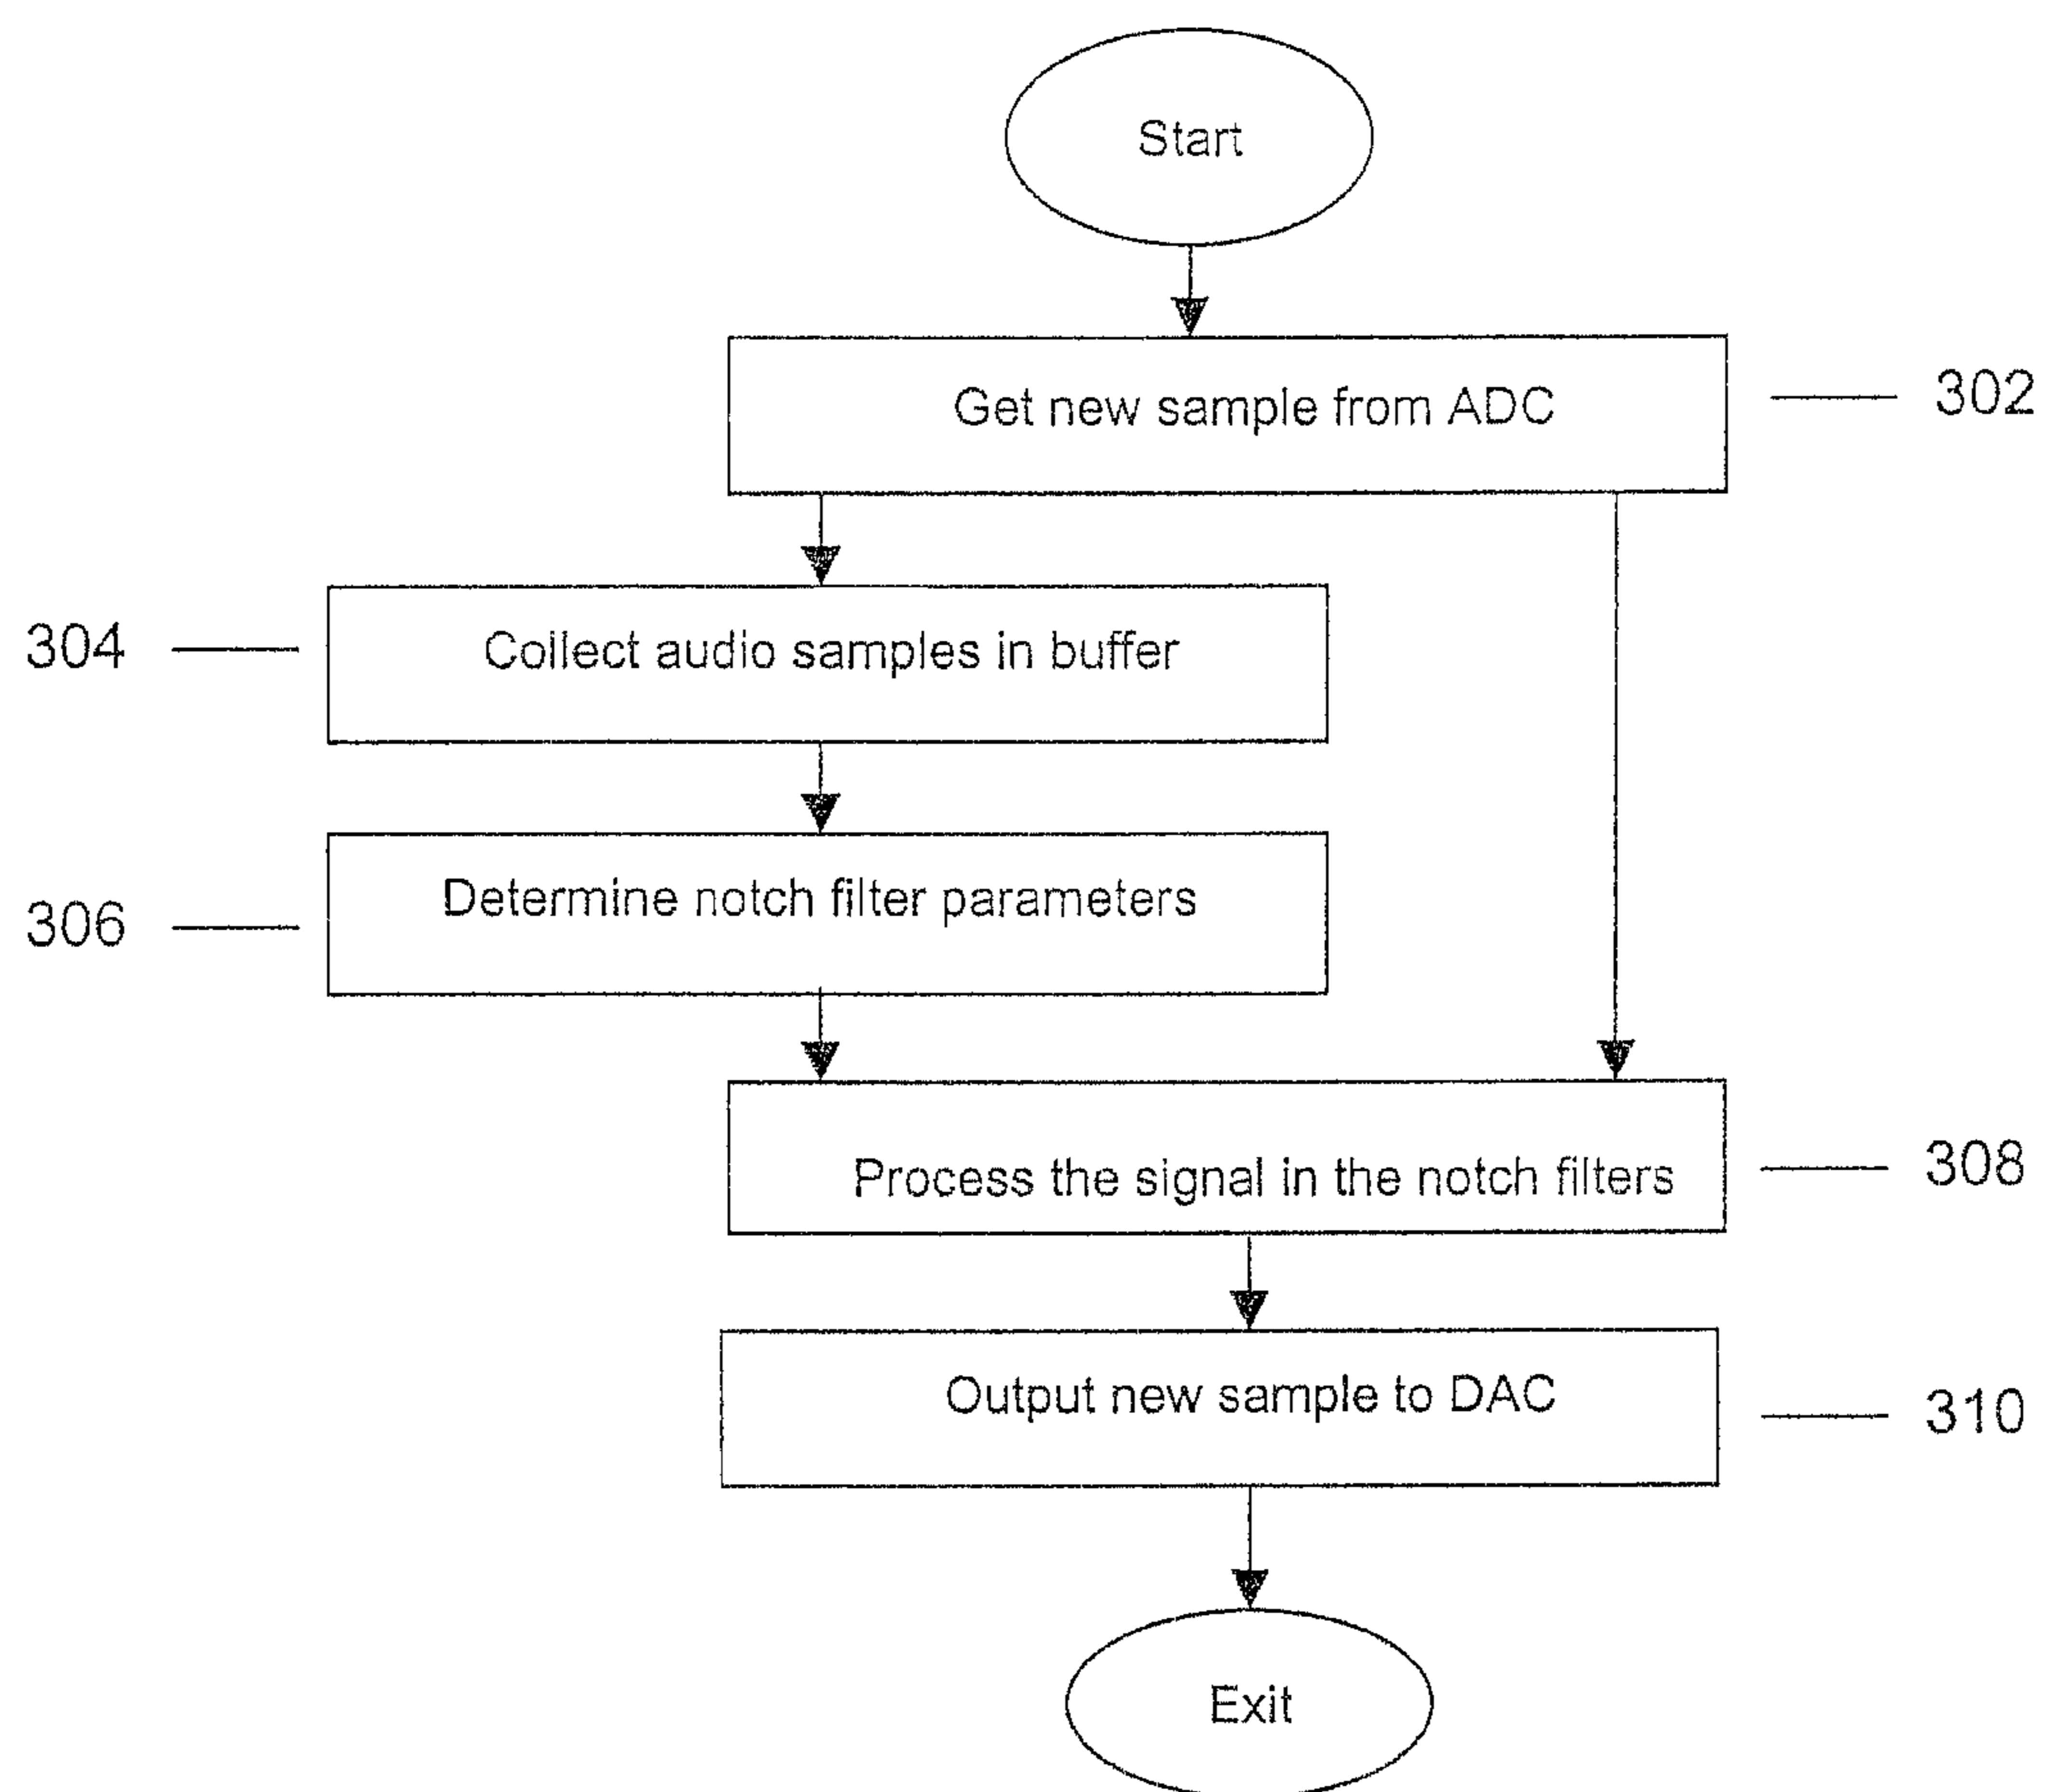 Start
Get new sample from ADC
302
304
Collect audio samples in buffer
306
Determine notch filter parameters
Process the signal in the notch filters
308
Output new sample to DAC
310
Exit